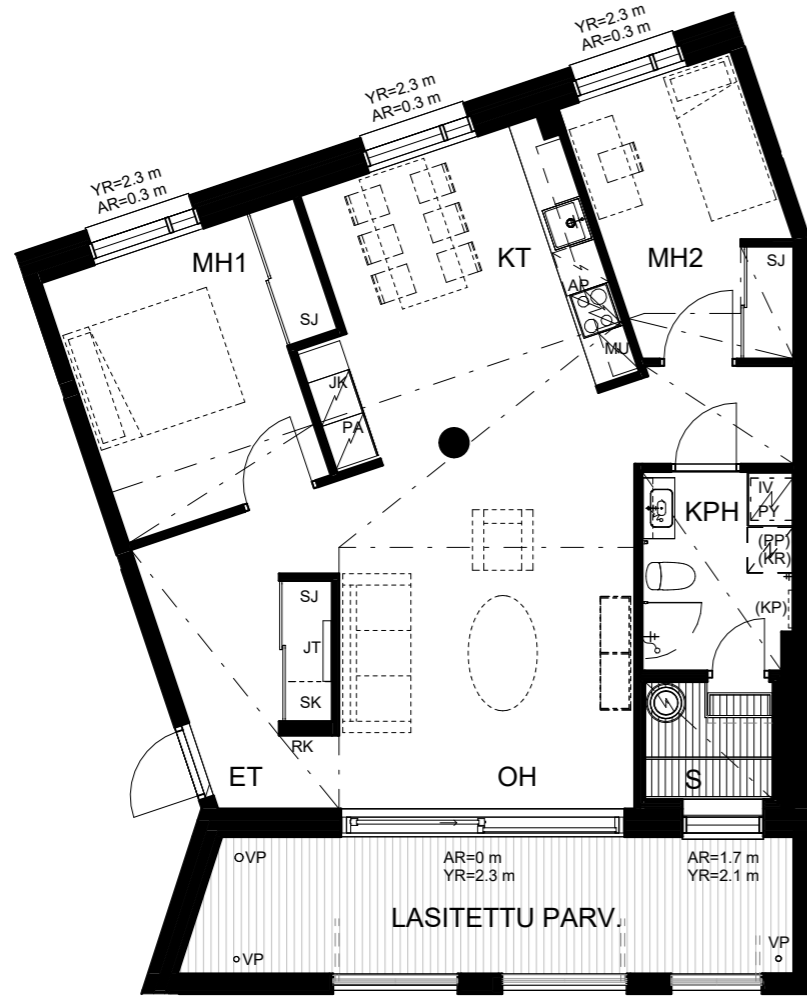 YR=2.3 m
AR=0.3 m
YR=2.3 m
AR=0.3 m
YR=2.3 m
AR=0.3 m
MH1
KT
MH2
SJ
SJ
AP
MU
JK
PA
KPH
IV
PY
(PP)
(KR)
(KP)
SJ
JT
SK
RK
ET
OH
S
VP
AR=0 m
YR=2.3 m
AR=1.7 m
YR=2.1 m
LASITETTU PARV.
VP
VP